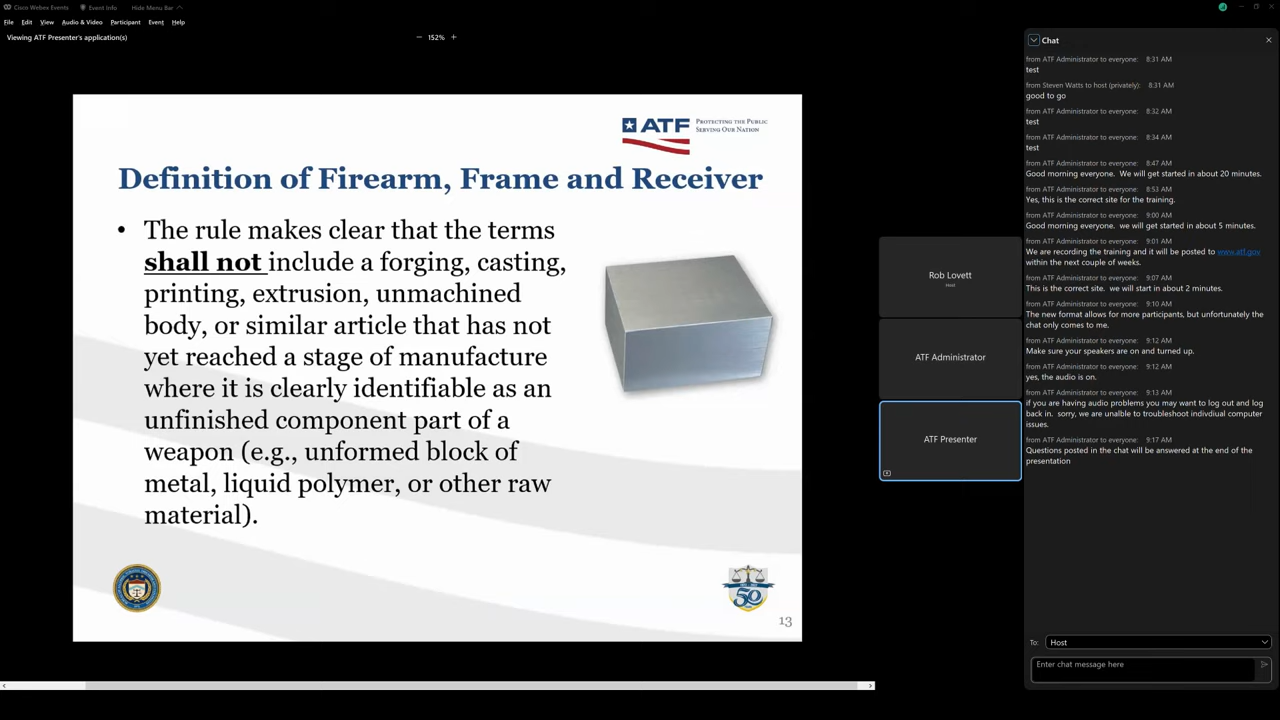 Cisco Webex Events
Event Info
Hide Menu Bar
File
Edit
View
Audio & Video
Participant
Event
Help
Viewing ATF Presenter's application(s)
− 152% +
ATF
PROTECTING THE PUBLIC
SERVING OUR NATION
Definition of Firearm, Frame and Receiver
• The rule makes clear that the terms
shall not include a forging, casting,
printing, extrusion, unmachined
body, or similar article that has not
yet reached a stage of manufacture
where it is clearly identifiable as an
unfinished component part of a
weapon (e.g., unformed block of
metal, liquid polymer, or other raw
material).
50
13
Rob Lovett
Host
ATF Administrator
ATF Presenter
Chat
from ATF Administrator to everyone: 8:31 AM
test
from Steven Watts to host (privately): 8:31 AM
good to go
from ATF Administrator to everyone: 8:32 AM
test
from ATF Administrator to everyone: 8:34 AM
test
from ATF Administrator to everyone: 8:47 AM
Good morning everyone. We will get started in about 20 minutes.
from ATF Administrator to everyone: 8:53 AM
Yes, this is the correct site for the training.
from ATF Administrator to everyone: 9:00 AM
Good morning everyone. we will get started in about 5 minutes.
from ATF Administrator to everyone: 9:01 AM
We are recording the training and it will be posted to www.atf.gov
within the next couple of weeks.
from ATF Administrator to everyone: 9:07 AM
This is the correct site. we will start in about 2 minutes.
from ATF Administrator to everyone: 9:10 AM
The new format allows for more participants, but unfortunately the
chat only comes to me.
from ATF Administrator to everyone: 9:12 AM
Make sure your speakers are on and turned up.
from ATF Administrator to everyone: 9:12 AM
yes, the audio is on.
from ATF Administrator to everyone: 9:13 AM
if you are having audio problems you may want to log out and log
back in. sorry, we are unable to troubleshoot indivdiual computer
issues.
from ATF Administrator to everyone: 9:17 AM
Questions posted in the chat will be answered at the end of the
presentation
To: Host
Enter chat message here